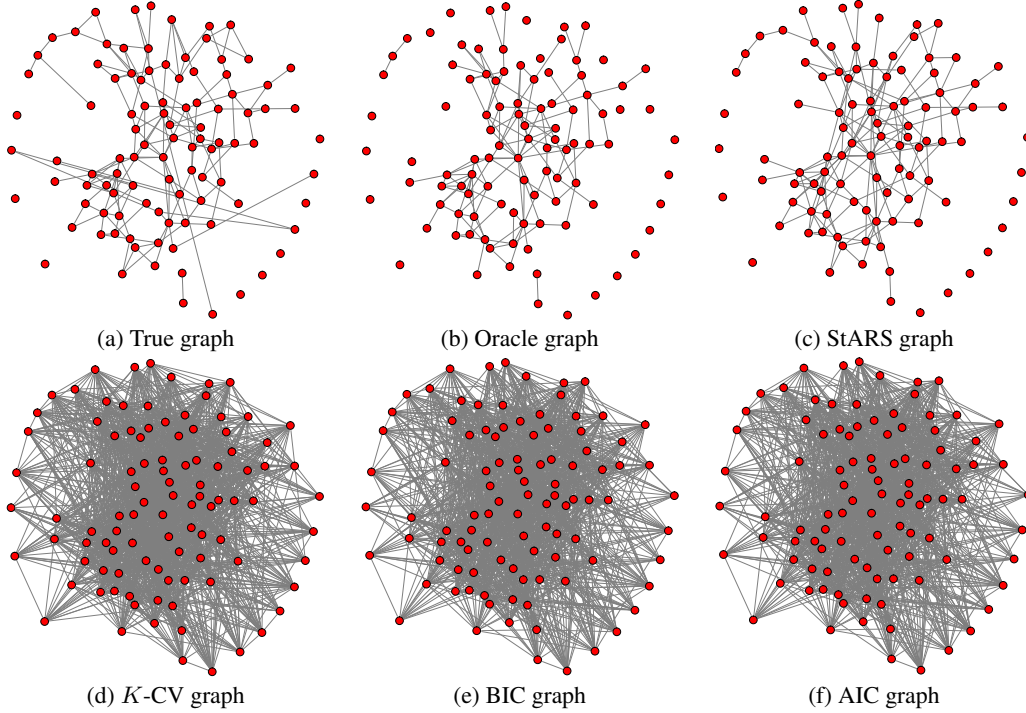 (a) True graph
(b) Oracle graph
(c) StARS graph
(d) K-CV graph
(e) BIC graph
(f) AIC graph